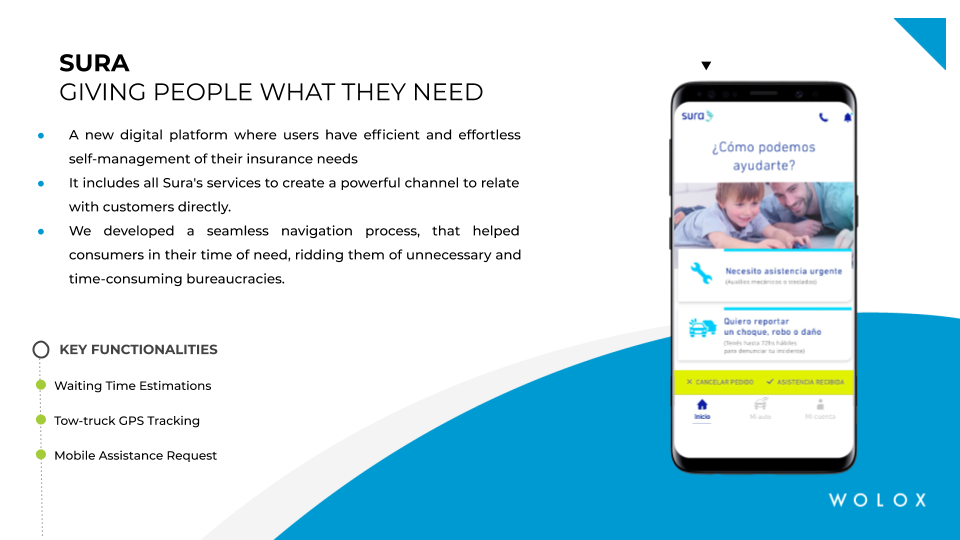 SURA
GIVING PEOPLE WHAT THEY NEED
A new digital platform where users have efficient and effortless
self-management of their insurance needs
It includes all Sura's services to create a powerful channel to relate
with customers directly.
We developed a seamless navigation process, that helped
consumers in their time of need, ridding them of unnecessary and
time-consuming bureaucracies.
KEY FUNCTIONALITIES
Waiting Time Estimations
Tow-truck GPS Tracking
Mobile Assistance Request
sura
¿Cómo podemos
ayudarte?
Necesito asistencia urgente
(Auxilios mecánicos o traslados)
Quiero reportar
un choque, robo o daño
(Tenés hasta 72hs hábiles
para denunciar tu incidente)
CANCELAR PEDIDO
ASISTENCIA RECIBIDA
Inicio
Mi auto
Mi cuenta
WOLOX